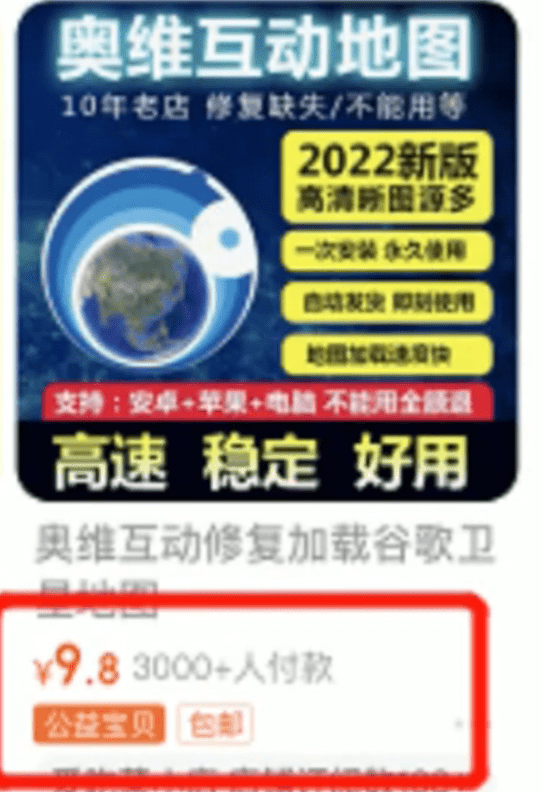 奥维互动地图
10年老店 修复缺失/不能用等
2022新版
高清晰图源多
一次安装 永久使用
自动发货 即刻使用
地图加载速度快
支持：安卓+苹果+电脑 不能用全额退
高速 稳定 好用
奥维互动修复加载谷歌卫
星地图
¥9.8 3000+人付款
公益宝贝 包邮